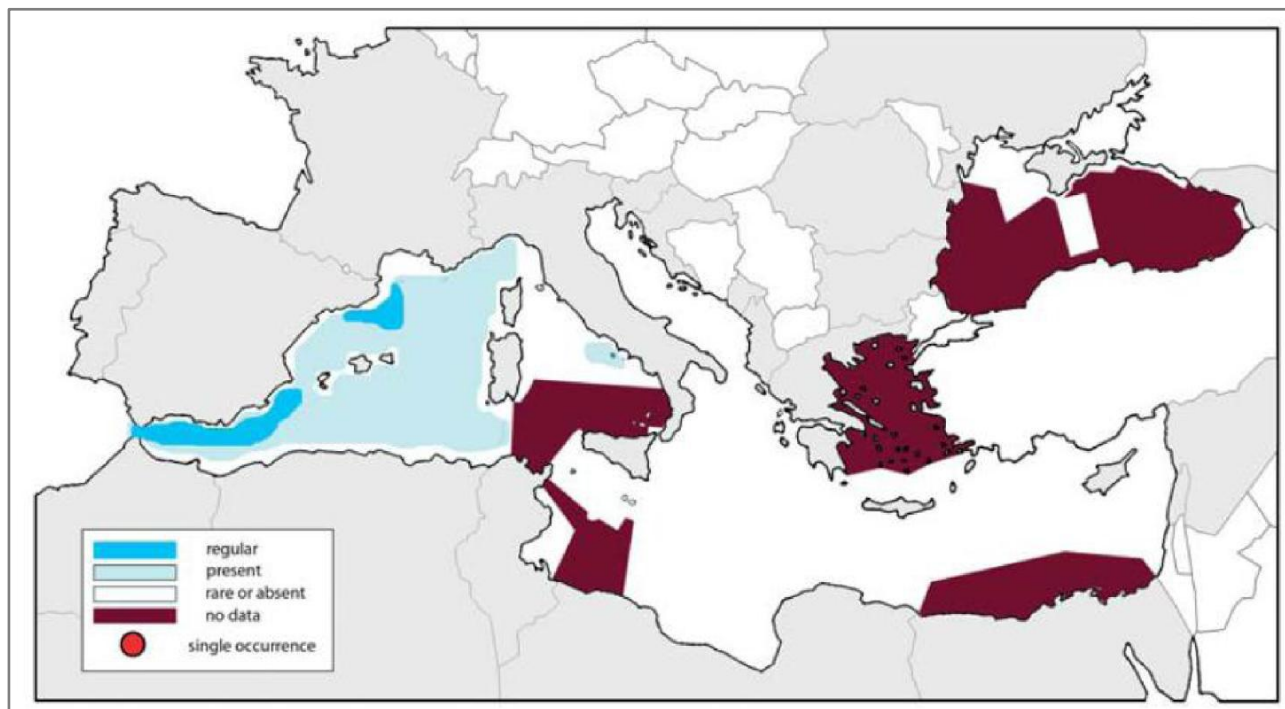 regular
present
rare or absent
no data
single occurrence